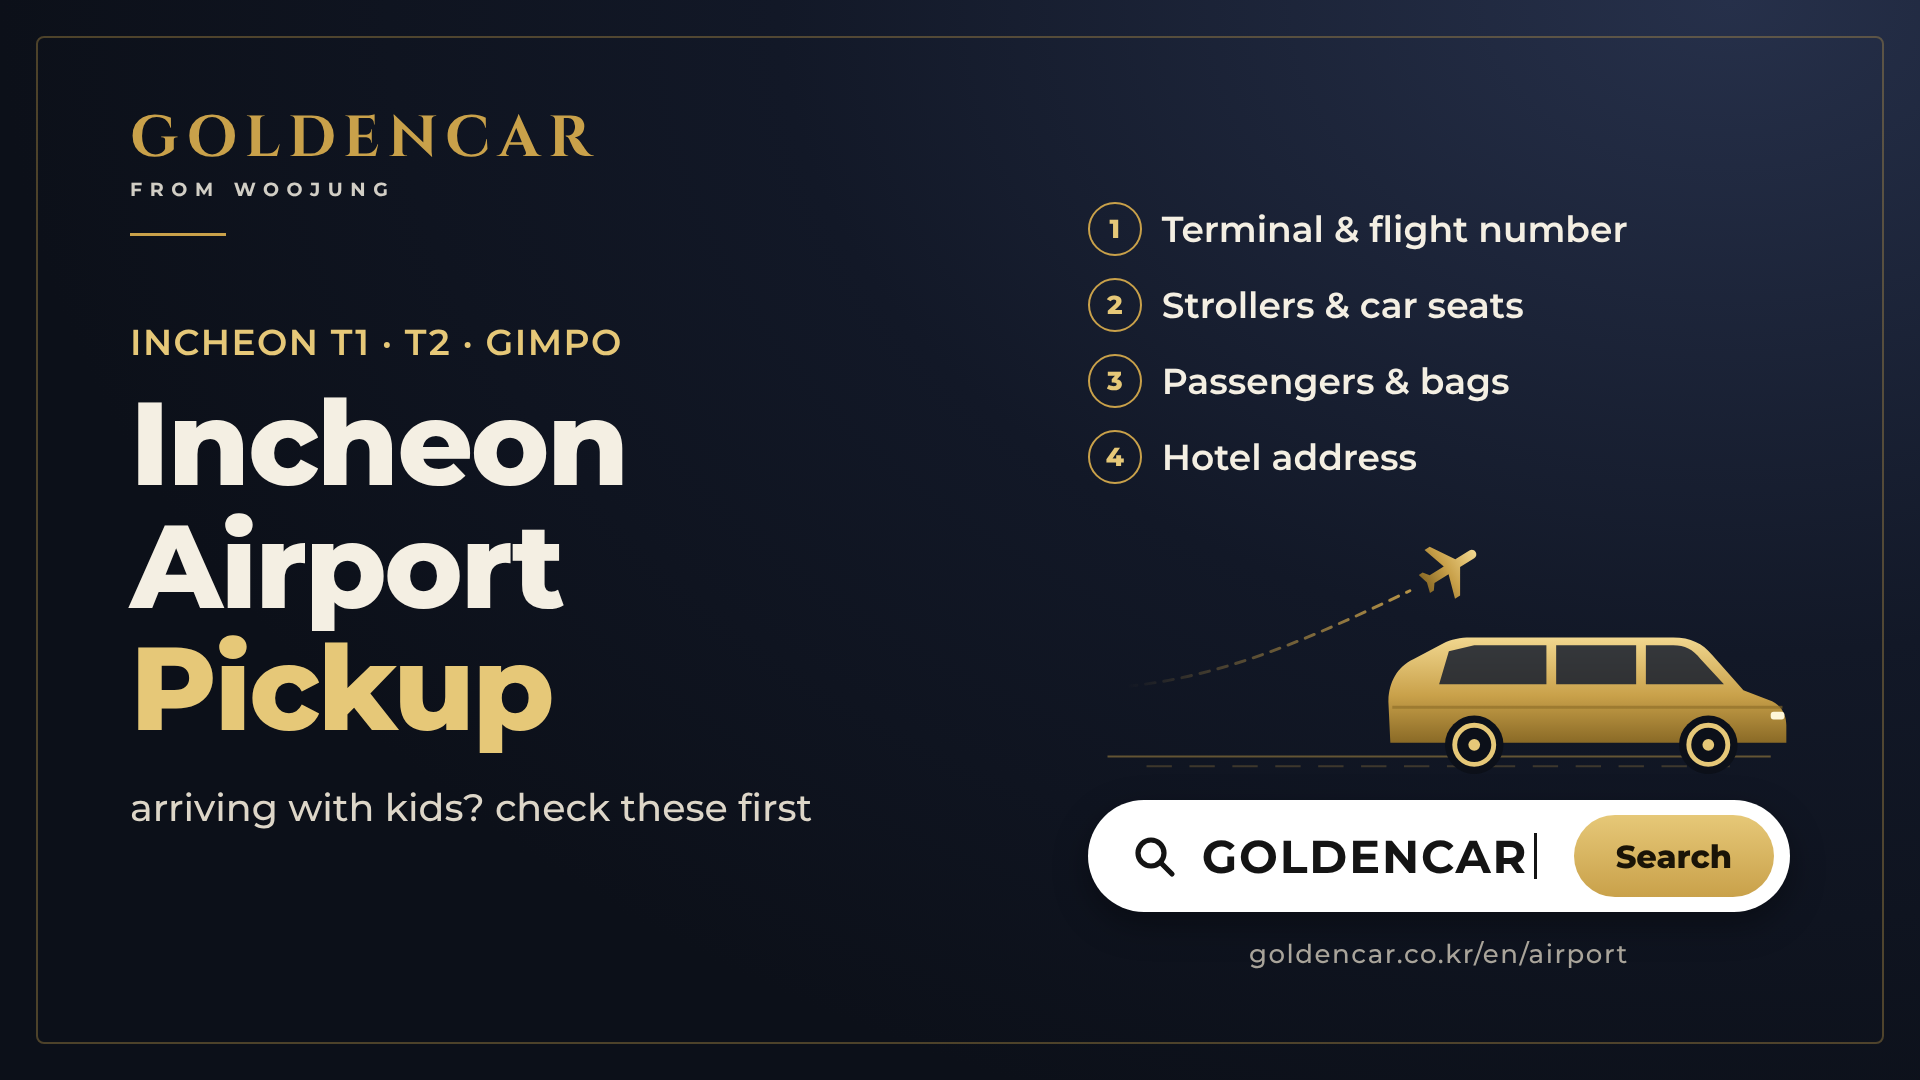 GOLDENCAR
FROM WOOJUNG
INCHEON T1 · T2 · GIMPO
Incheon
Airport
Pickup
arriving with kids? check these first
1 Terminal & flight number
2 Strollers & car seats
3 Passengers & bags
4 Hotel address
GOLDENCAR Search
goldencar.co.kr/en/airport